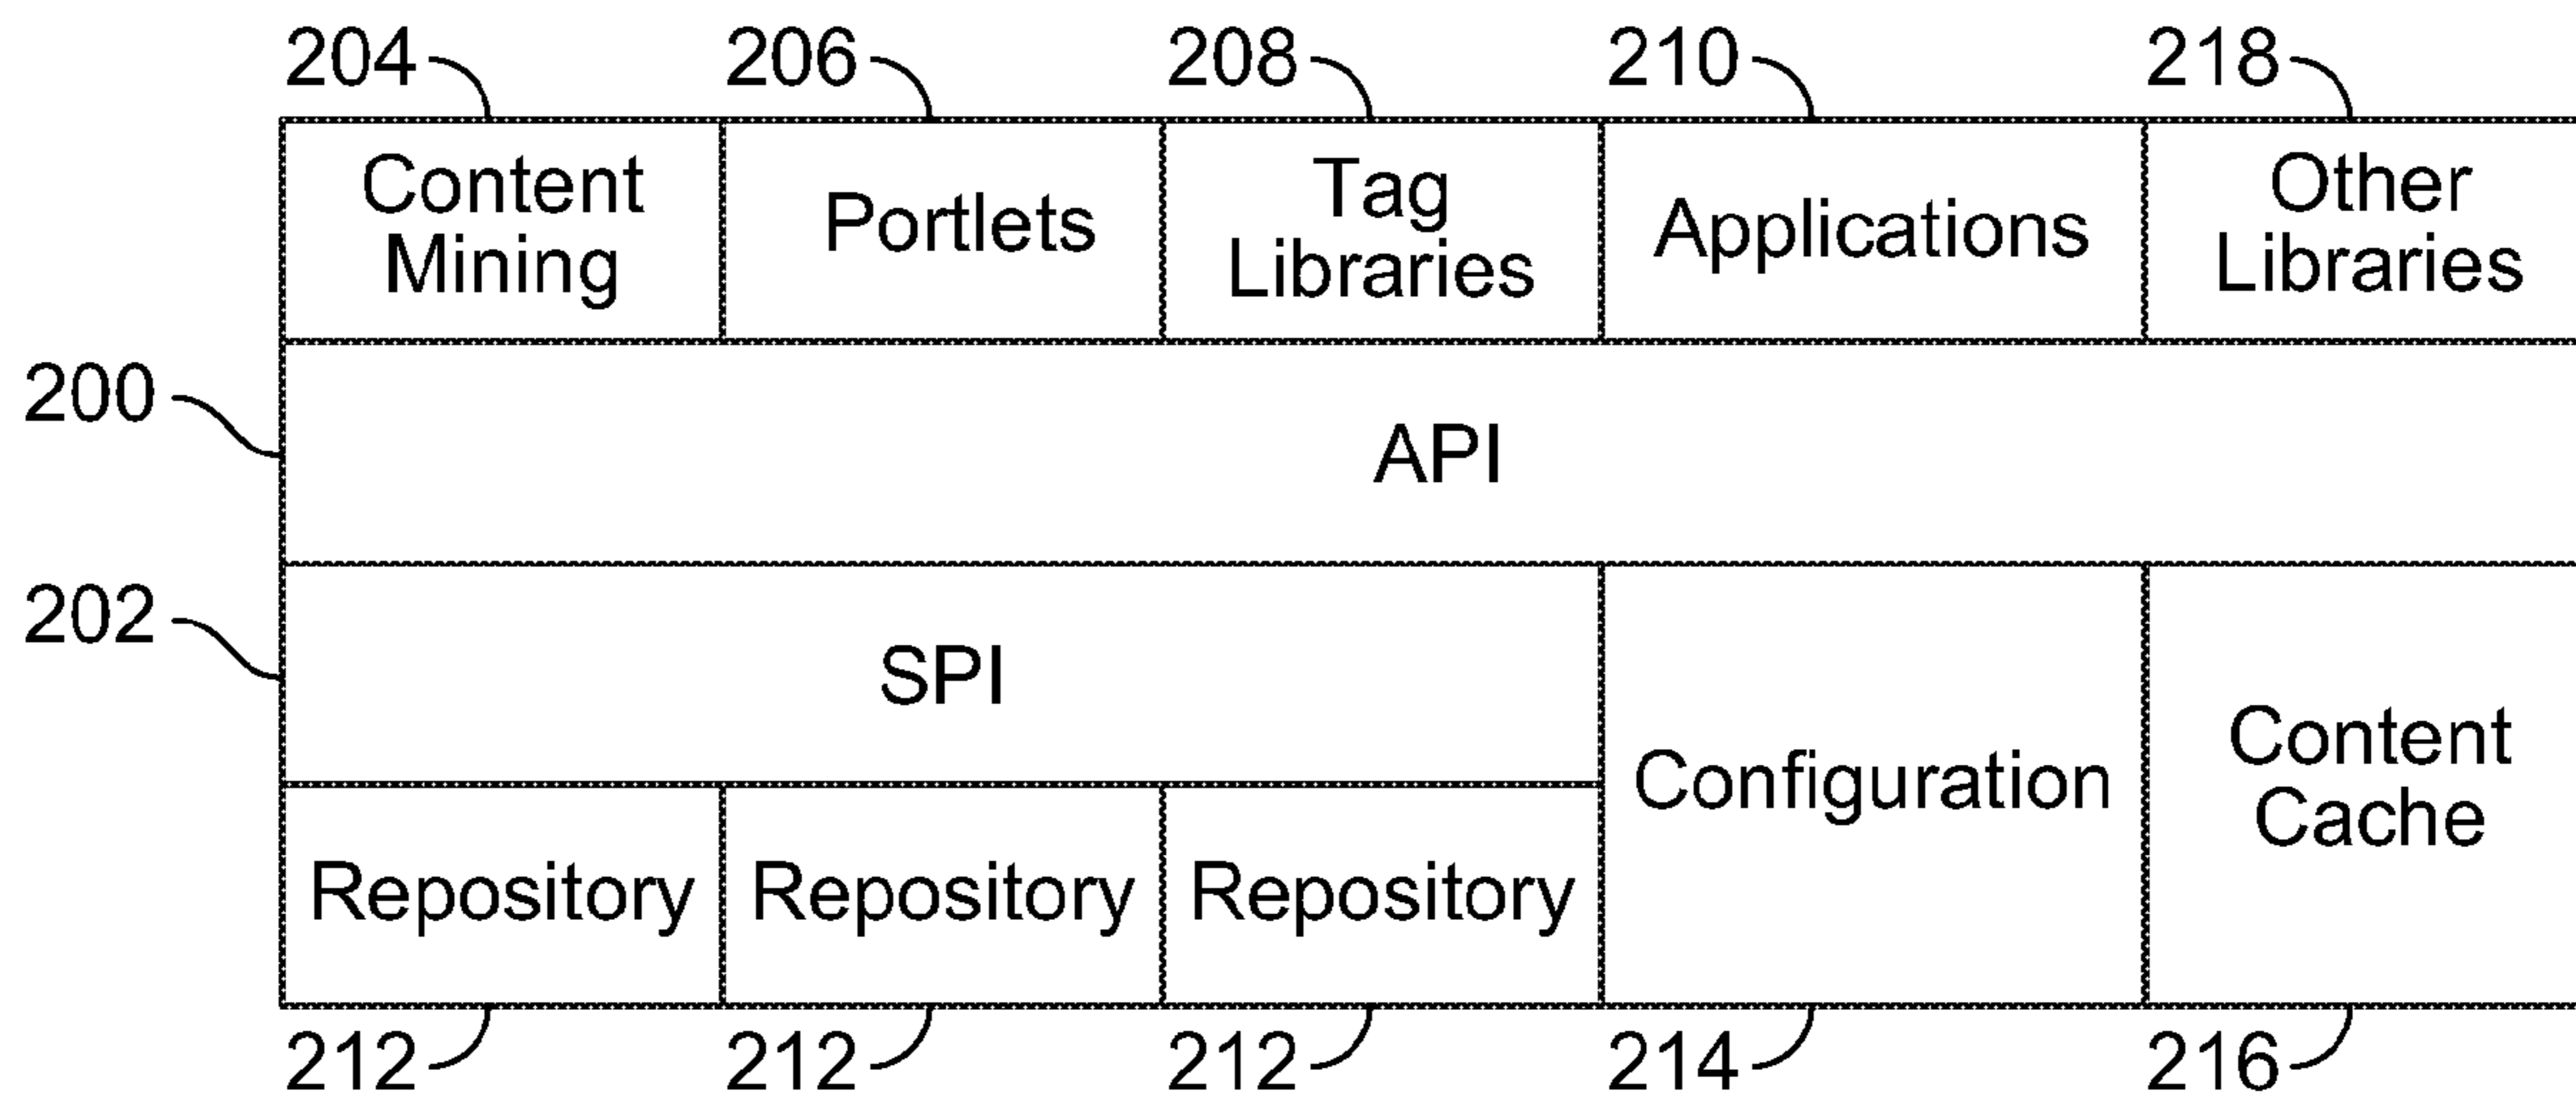 204 206 208 210 218
Content Mining
Portlets
Tag Libraries
Applications
Other Libraries
200
API
202
SPI
Configuration
Content Cache
Repository Repository Repository
212 212 212 214 216